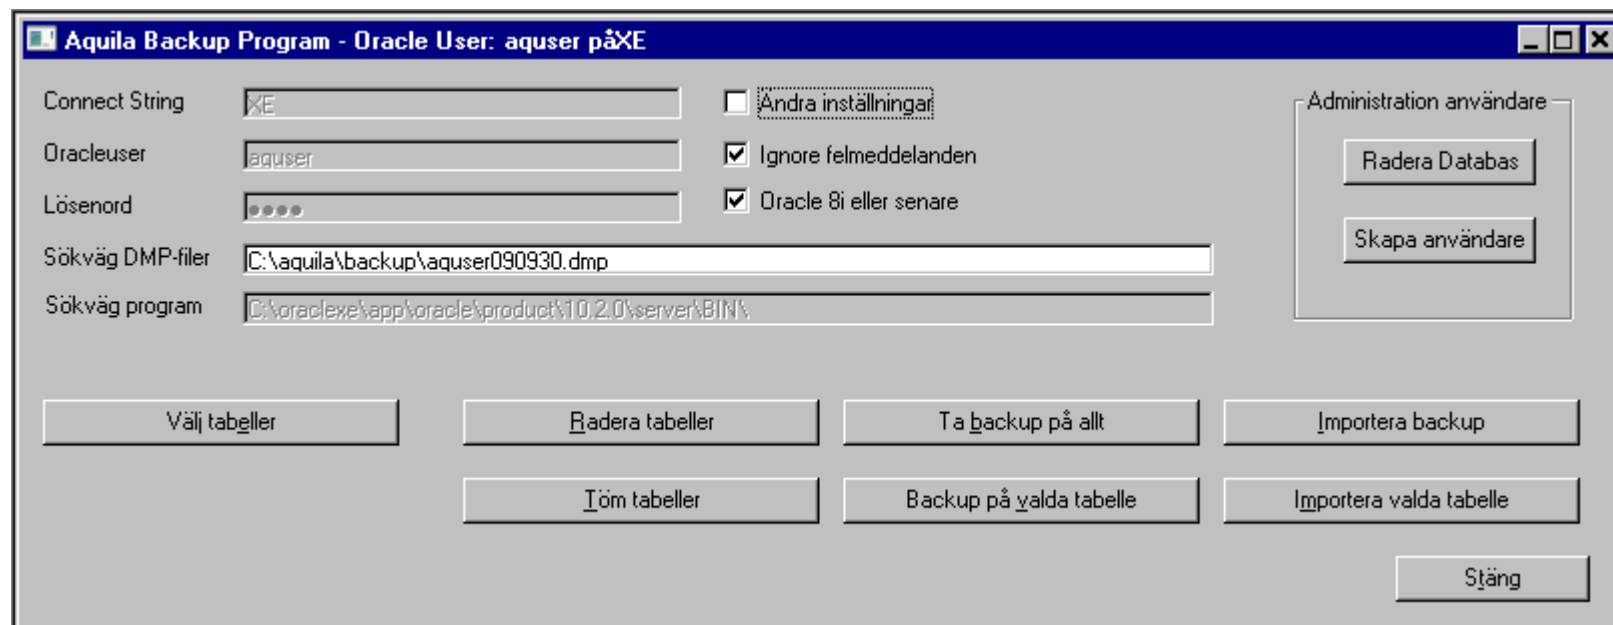 Aquila Backup Program - Oracle User: aquser påXE
Connect String XE Ändra inställningar Administration användare
Oracleuser aquser Ignore felmeddelanden Radera Databas
Lösenord ●●●● Oracle 8i eller senare
Skapa användare
Sökväg DMP-filer C:\aquila\backup\aquser090930.dmp
Sökväg program C:\oraclexe\app\oracle\product\10.2.0\server\BIN\
Välj tabeller Radera tabeller Ta backup på allt Importera backup
Töm tabeller Backup på valda tabelle Importera valda tabelle
Stäng